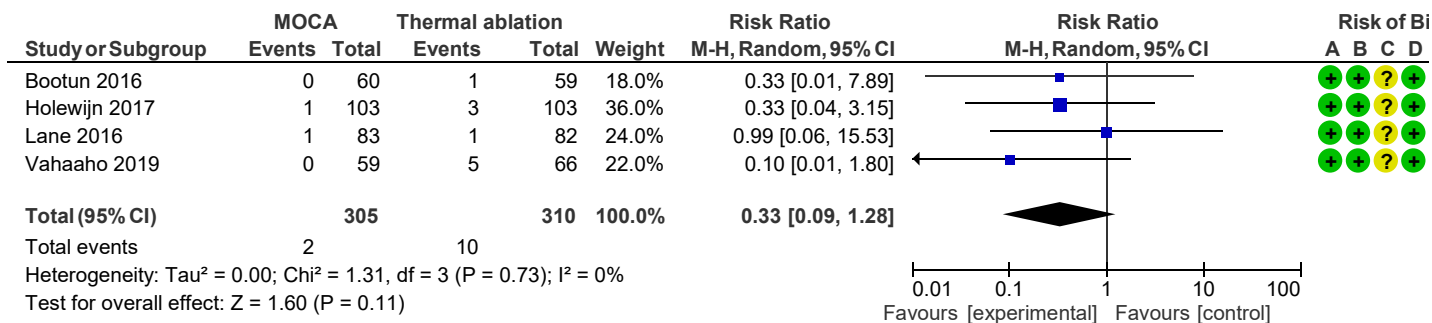 MOCA Thermal ablation Risk Ratio Risk Ratio Risk of Bi
Study or Subgroup Events Total Events Total Weight M-H, Random, 95% CI M-H, Random, 95% CI A B C D
Bootun 2016 0 60 1 59 18.0% 0.33 [0.01, 7.89] + + ? +
Holewijn 2017 1 103 3 103 36.0% 0.33 [0.04, 3.15] + + ? +
Lane 2016 1 83 1 82 24.0% 0.99 [0.06, 15.53] + + ? +
Vahaaho 2019 0 59 5 66 22.0% 0.10 [0.01, 1.80] + + ? +
Total (95% CI) 305 310 100.0% 0.33 [0.09, 1.28]
Total events 2 10
Heterogeneity: Tau² = 0.00; Chi² = 1.31, df = 3 (P = 0.73); I² = 0%
Test for overall effect: Z = 1.60 (P = 0.11)
0.01 0.1 1 10 100
Favours [experimental] Favours [control]